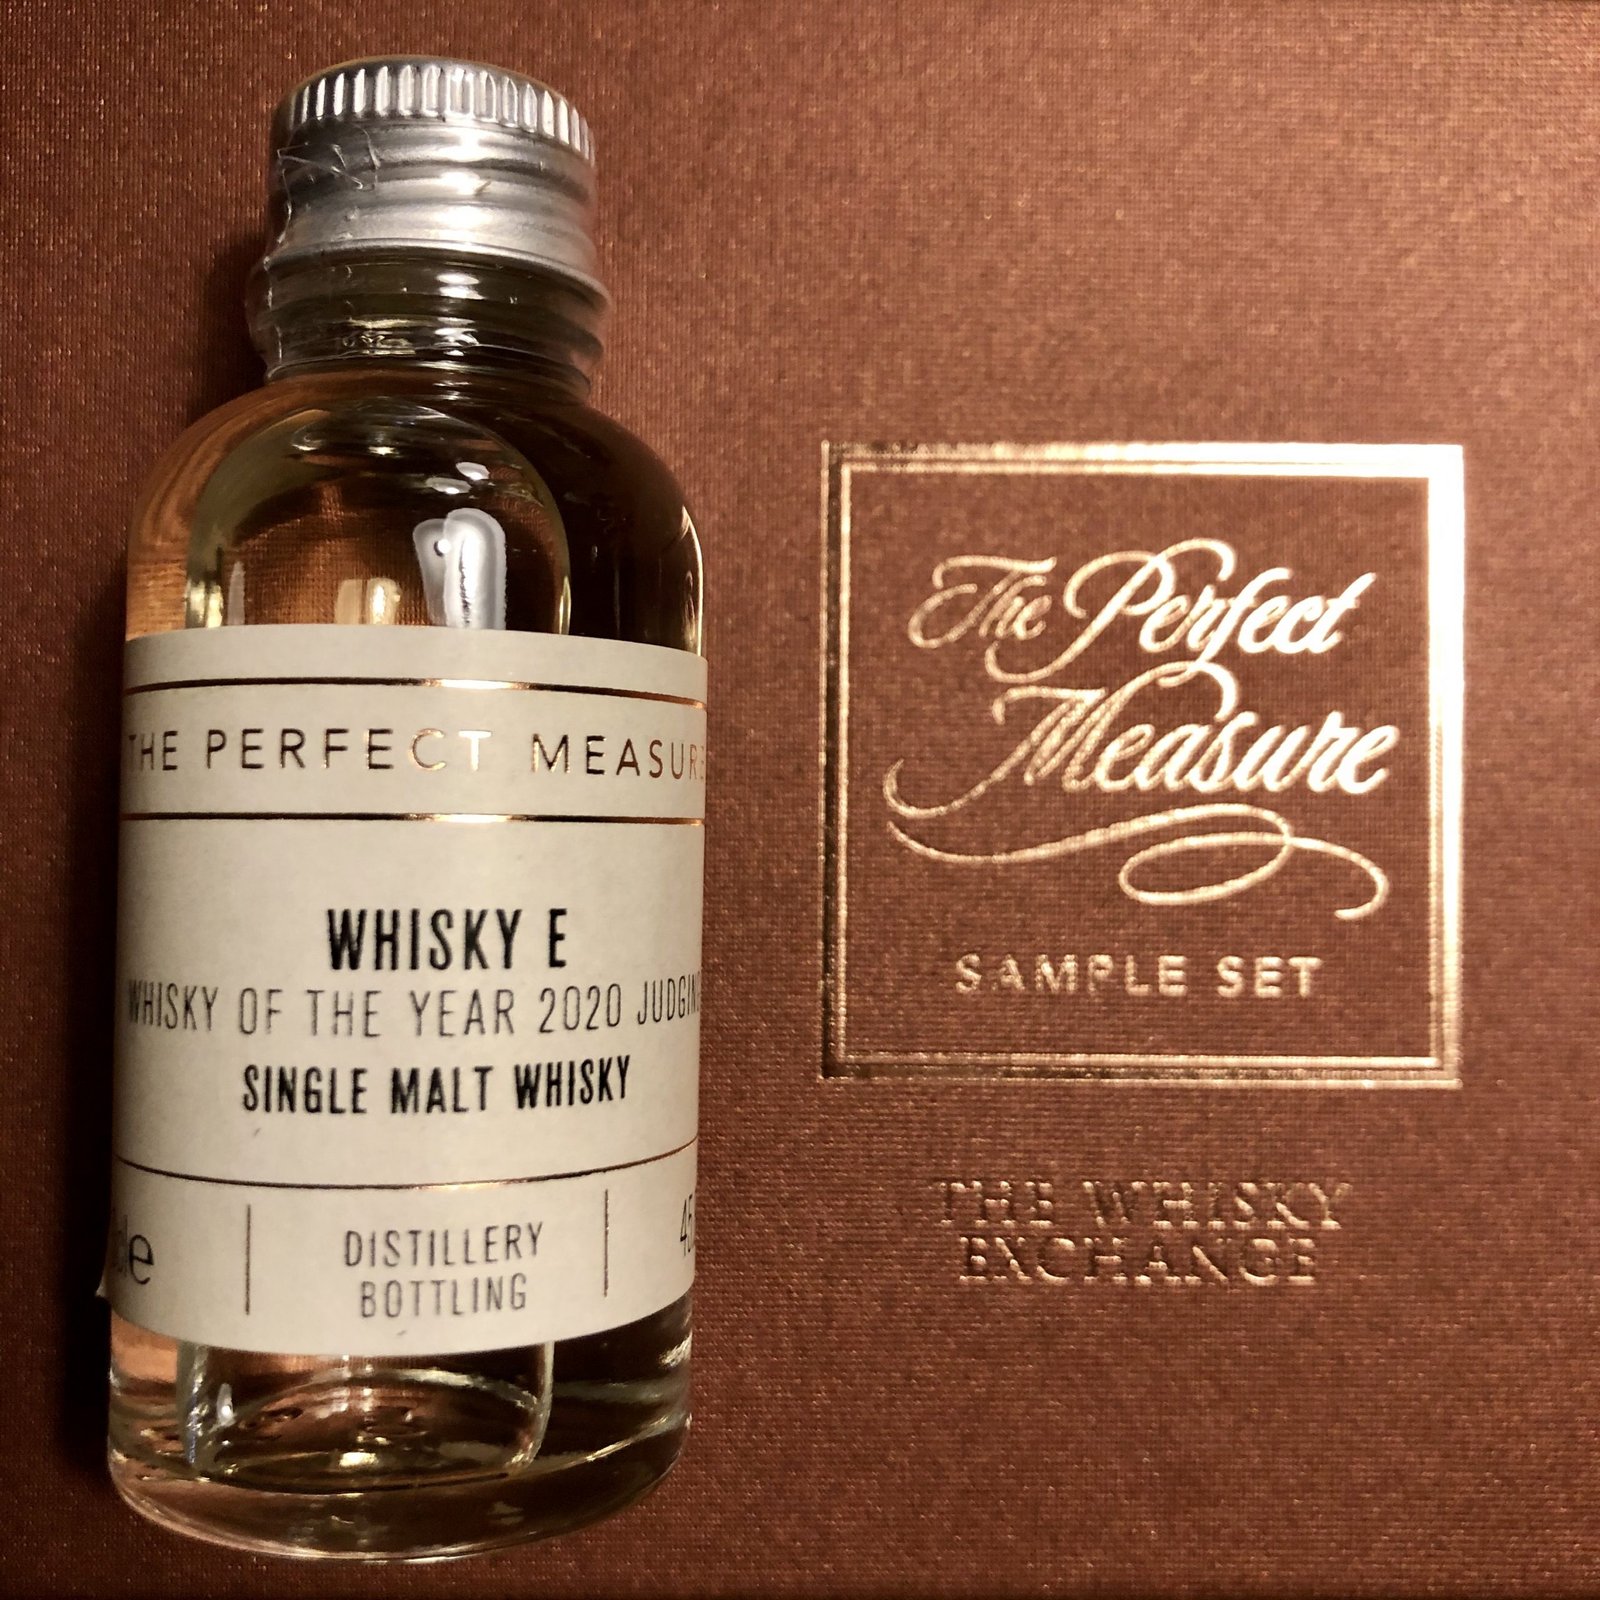 THE PERFECT MEASURE
WHISKY E
WHISKY OF THE YEAR 2020 JUDGING
SINGLE MALT WHISKY
DISTILLERY
BOTTLING
The Perfect
Measure
SAMPLE SET
THE WHISKY
EXCHANGE